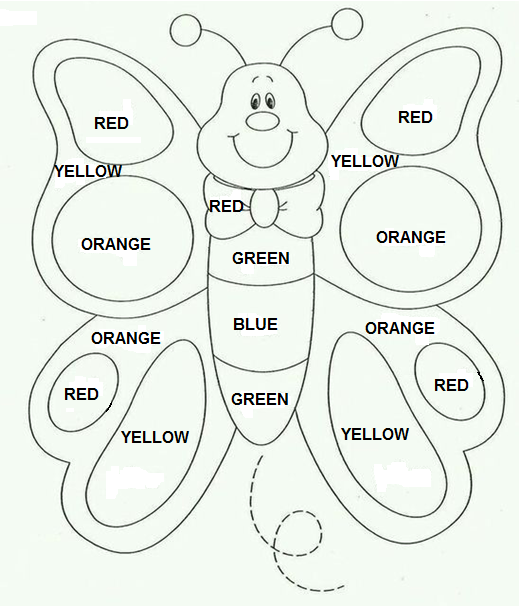 RED
RED
YELLOW
YELLOW
RED
ORANGE
ORANGE
GREEN
BLUE
ORANGE
ORANGE
RED
RED
GREEN
YELLOW
YELLOW